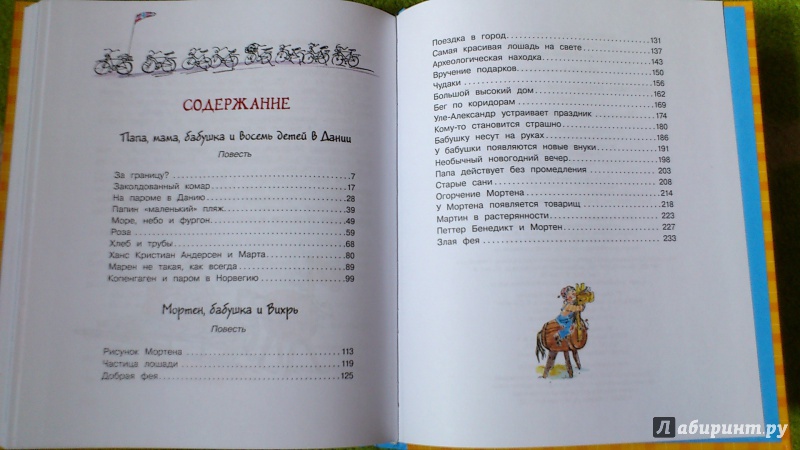 СОДЕРЖАНИЕ
Папа, мама, бабушка и восемь детей в Дании
Повесть
За границу? 7
Заколдованный комар 17
На пароме в Данию 28
Папин «маленький» пляж 39
Море, небо и фургон 49
Роза 59
Хлеб и трубы 68
Ханс Кристиан Андерсен и Марта 80
Марен не такая, как всегда 89
Копенгаген и паром в Норвегию 99
Мортен, бабушка и Вихрь
Повесть
Рисунок Мортена 113
Частица лошади 119
Добрая фея 125
Поездка в город 131
Самая красивая лошадь на свете 137
Археологическая находка 143
Вручение подарков 150
Чудаки 156
Большой высокий дом 162
Бег по коридорам 169
Уле-Александр устраивает праздник 174
Кому-то становится страшно 180
Бабушку несут на руках 186
У бабушки появляются новые внуки 191
Необычный новогодний вечер 198
Папа действует без промедления 203
Старые сани 208
Огорчение Мортена 214
У Мортена появляется товарищ 218
Мартин в растерянности 223
Петтер Бенедикт и Мортен 227
Злая фея 233
Лабиринт.ру